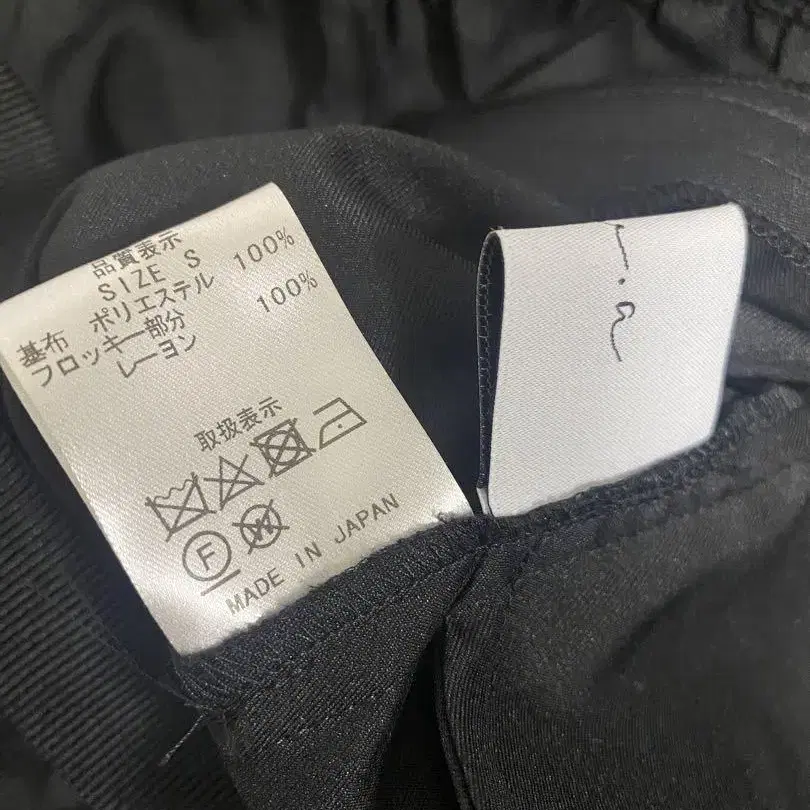 品質表示
SIZE S
基布 ポリエステル 100%
フロッキー部分
レーヨン 100%
取扱表示
F W
MADE IN JAPAN